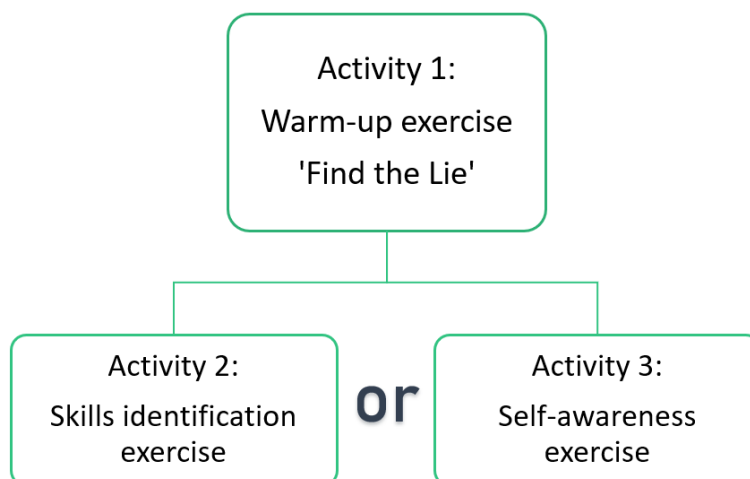 Activity 1:
Warm-up exercise
'Find the Lie'
Activity 2:
Skills identification
exercise
or
Activity 3:
Self-awareness
exercise